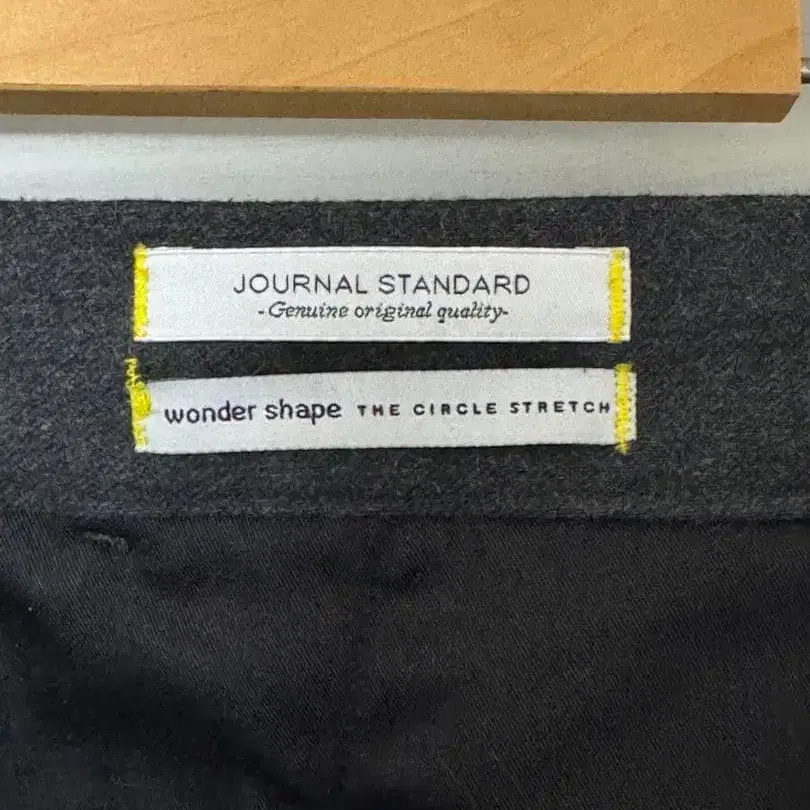 JOURNAL STANDARD
-Genuine original quality-
wonder shape THE CIRCLE STRETCH